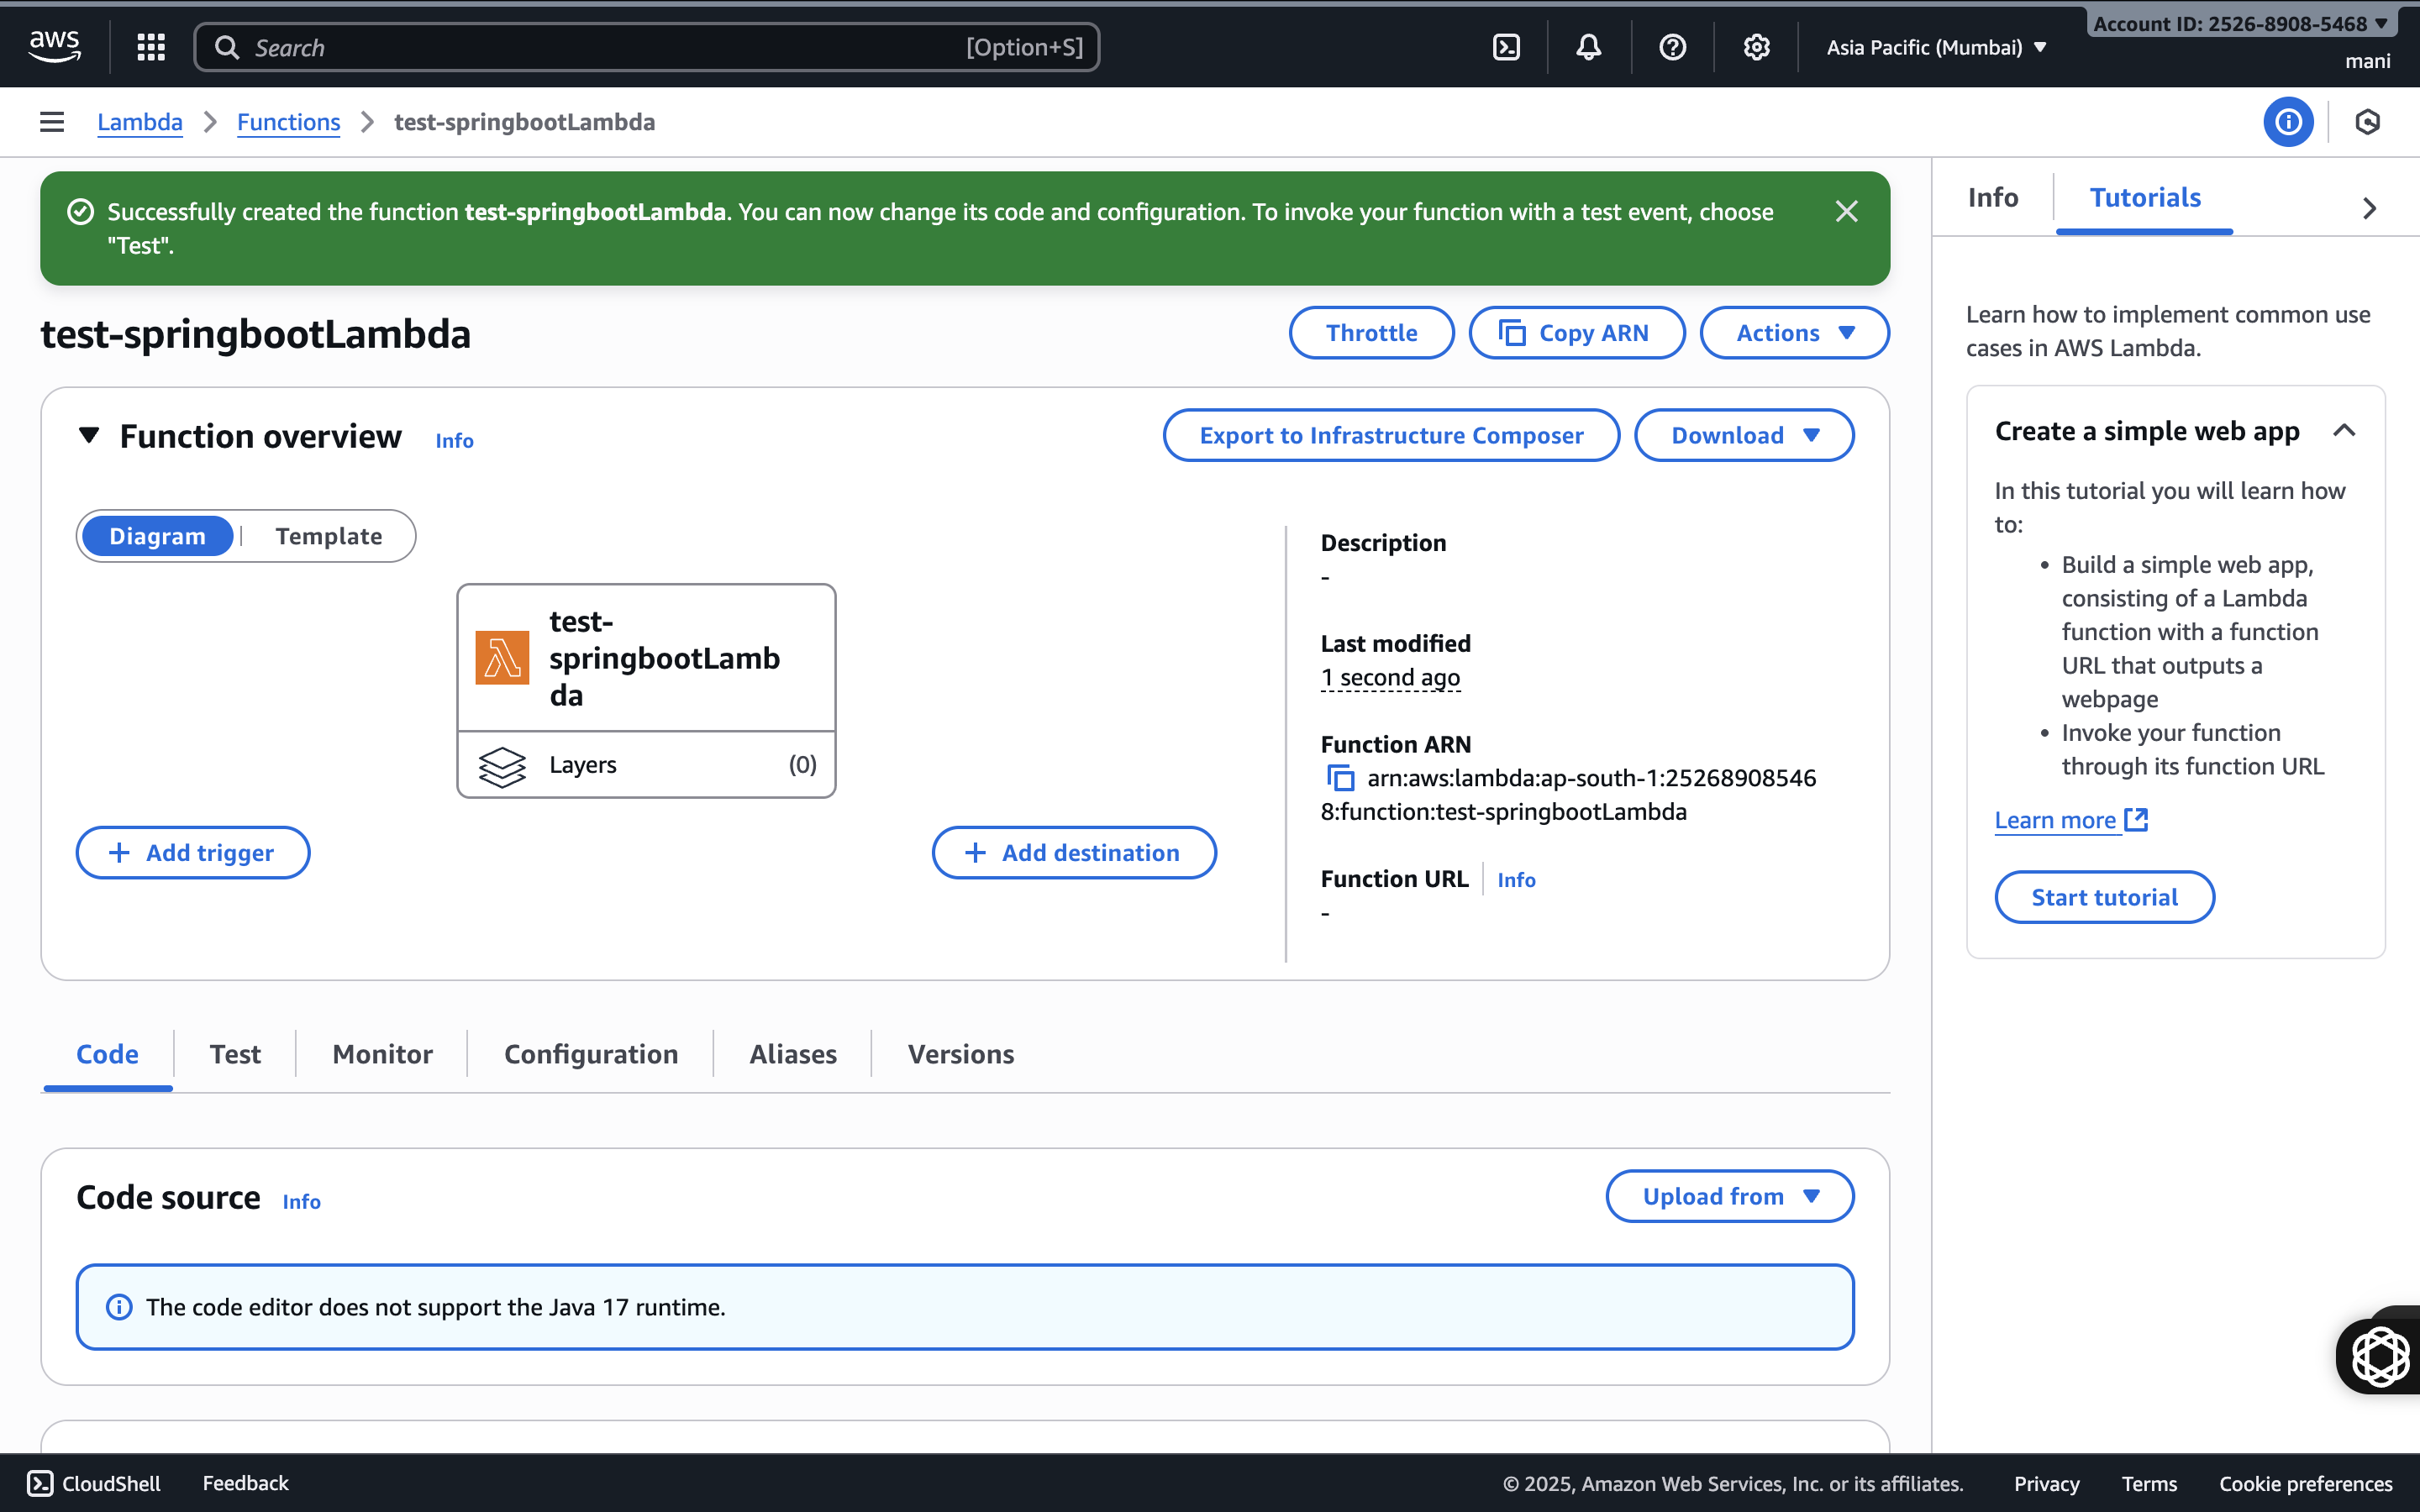 aws
Search
[Option+S]
Asia Pacific (Mumbai)
Account ID: 2526-8908-5468
mani
Lambda
Functions
test-springbootLambda
Successfully created the function test-springbootLambda. You can now change its code and configuration. To invoke your function with a test event, choose
"Test".
test-springbootLambda
Throttle
Copy ARN
Actions
Function overview
Info
Export to Infrastructure Composer
Download
Diagram
Template
test-
springbootLamb
da
Layers
(0)
Add trigger
Add destination
Description
-
Last modified
1 second ago
Function ARN
arn:aws:lambda:ap-south-1:25268908546
8:function:test-springbootLambda
Function URL
Info
-
Code
Test
Monitor
Configuration
Aliases
Versions
Code source
Info
Upload from
The code editor does not support the Java 17 runtime.
Info
Tutorials
Learn how to implement common use
cases in AWS Lambda.
Create a simple web app
In this tutorial you will learn how
to:
• Build a simple web app,
consisting of a Lambda
function with a function
URL that outputs a
webpage
• Invoke your function
through its function URL
Learn more
Start tutorial
CloudShell
Feedback
© 2025, Amazon Web Services, Inc. or its affiliates.
Privacy
Terms
Cookie preferences